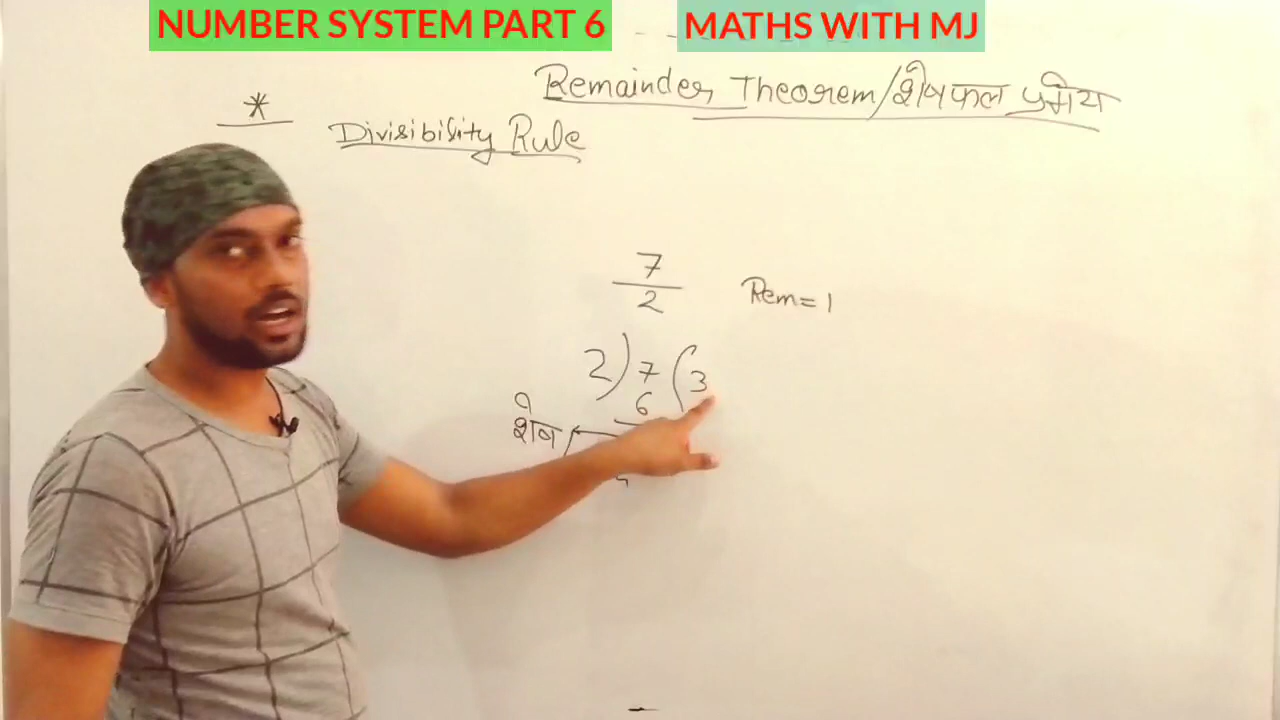 NUMBER SYSTEM PART 6
MATHS WITH MJ
Remainder Theorem/शेषफल प्रमेय
*
Divisibility Rule
7
2
Rem=1
2)7(3
6
शेष